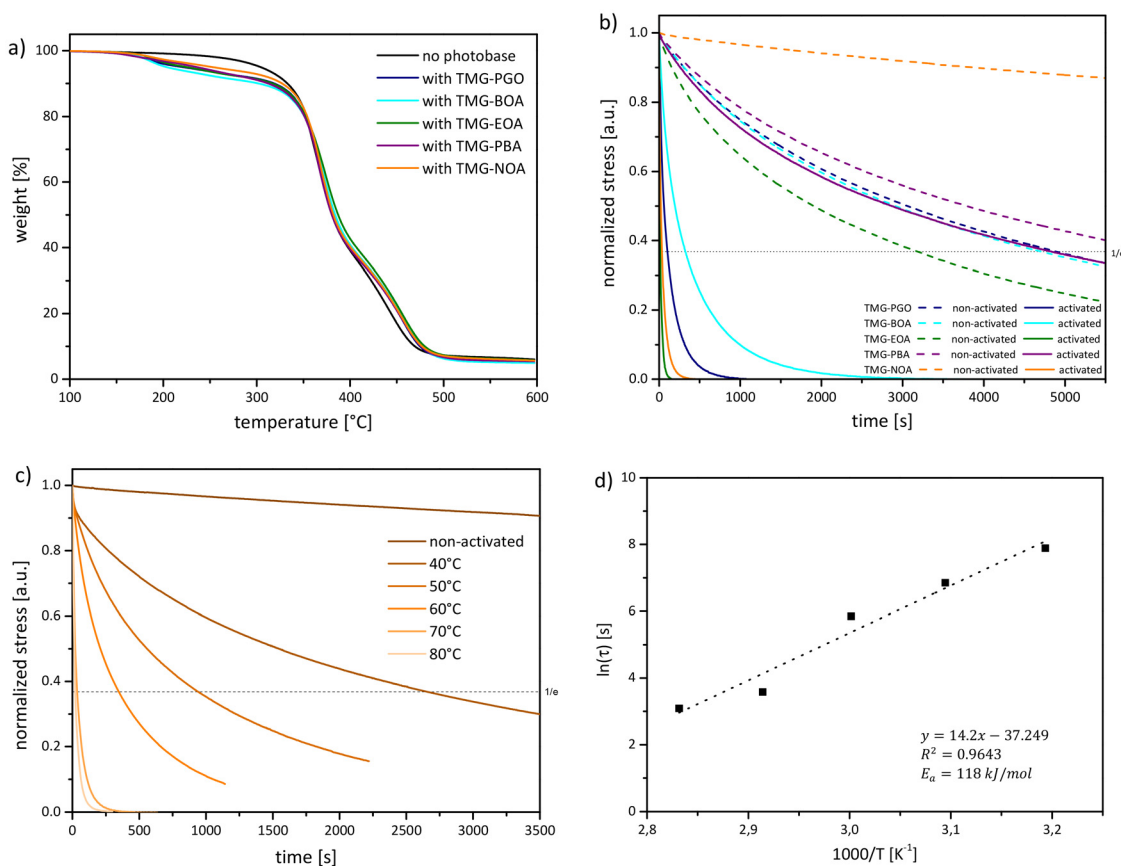 a)
100
80
60
40
20
0
weight [%]
100
200
300
400
500
600
temperature [°C]
no photobase
with TMG-PGO
with TMG-BOA
with TMG-EOA
with TMG-PBA
with TMG-NOA
b)
1.0
0.8
0.6
0.4
0.2
0.0
normalized stress [a.u.]
0
1000
2000
3000
4000
5000
time [s]
1/e
TMG-PGO non-activated activated
TMG-BOA non-activated activated
TMG-EOA non-activated activated
TMG-PBA non-activated activated
TMG-NOA non-activated activated
c)
1.0
0.8
0.6
0.4
0.2
0.0
normalized stress [a.u.]
0
500
1000
1500
2000
2500
3000
3500
time [s]
1/e
non-activated
40°C
50°C
60°C
70°C
80°C
d)
10
8
6
4
2
0
ln(τ) [s]
2,8
2,9
3,0
3,1
3,2
1000/T [K⁻¹]
y = 14.2x − 37.249
R² = 0.9643
Eₐ = 118 kJ/mol